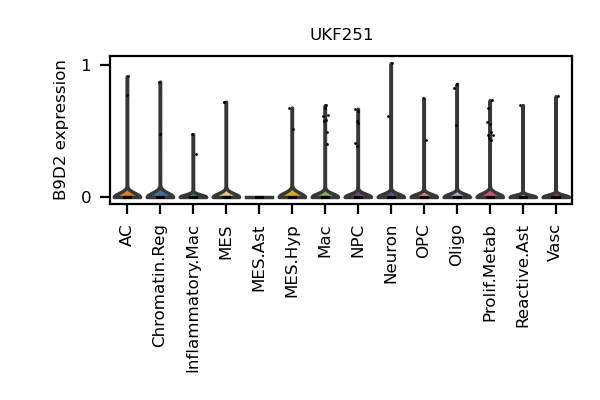 UKF251
B9D2 expression
1
0
AC
Chromatin.Reg
Inflammatory.Mac
MES
MES.Ast
MES.Hyp
Mac
NPC
Neuron
OPC
Oligo
Prolif.Metab
Reactive.Ast
Vasc